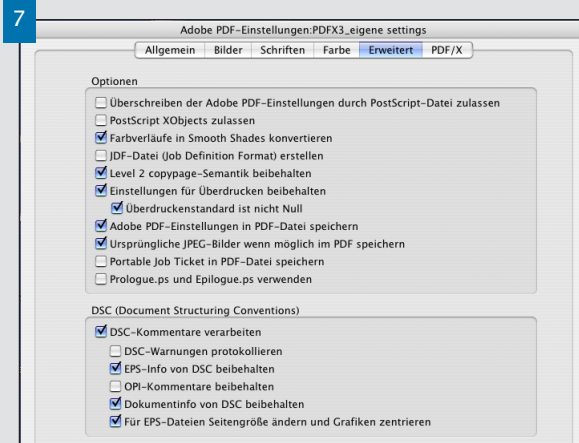 7
Adobe PDF-Einstellungen:PDFX3_eigene settings
Allgemein Bilder Schriften Farbe Erweitert PDF/X
Optionen
Überschreiben der Adobe PDF-Einstellungen durch PostScript-Datei zulassen
PostScript XObjects zulassen
Farbverläufe in Smooth Shades konvertieren
JDF-Datei (Job Definition Format) erstellen
Level 2 copypage-Semantik beibehalten
Einstellungen für Überdrucken beibehalten
Überdruckenstandard ist nicht Null
Adobe PDF-Einstellungen in PDF-Datei speichern
Ursprüngliche JPEG-Bilder wenn möglich im PDF speichern
Portable Job Ticket in PDF-Datei speichern
Prologue.ps und Epilogue.ps verwenden
DSC (Document Structuring Conventions)
DSC-Kommentare verarbeiten
DSC-Warnungen protokollieren
EPS-Info von DSC beibehalten
OPI-Kommentare beibehalten
Dokumentinfo von DSC beibehalten
Für EPS-Dateien Seitengröße ändern und Grafiken zentrieren